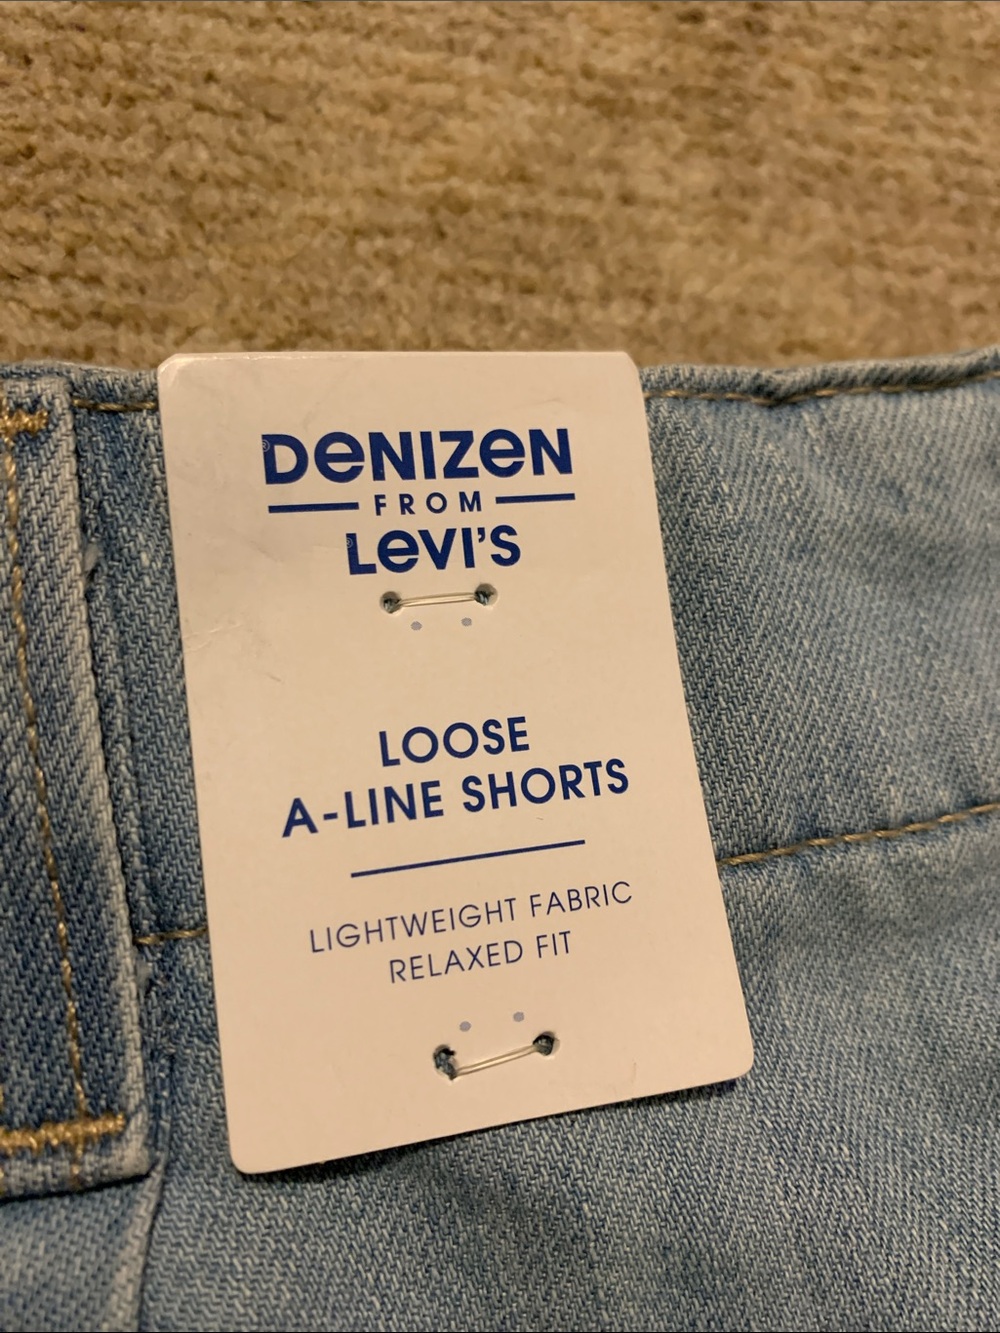 DENIZEN
FROM
LEVI'S
LOOSE
A-LINE SHORTS
LIGHTWEIGHT FABRIC
RELAXED FIT